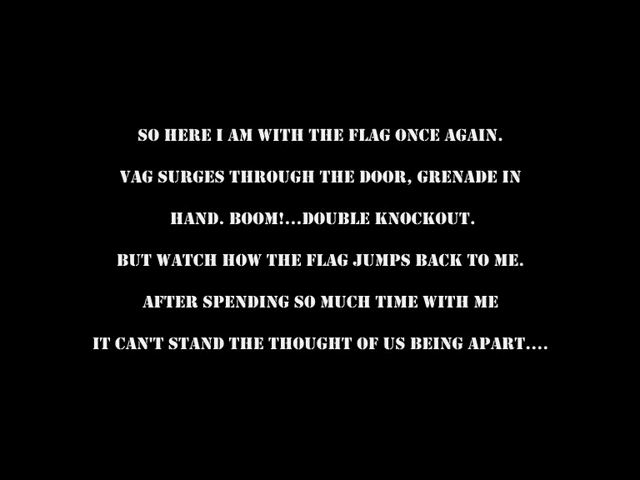 SO HERE I AM WITH THE FLAG ONCE AGAIN.
VAG SURGES THROUGH THE DOOR, GRENADE IN
HAND. BOOM!...DOUBLE KNOCKOUT.
BUT WATCH HOW THE FLAG JUMPS BACK TO ME.
AFTER SPENDING SO MUCH TIME WITH ME
IT CAN'T STAND THE THOUGHT OF US BEING APART....